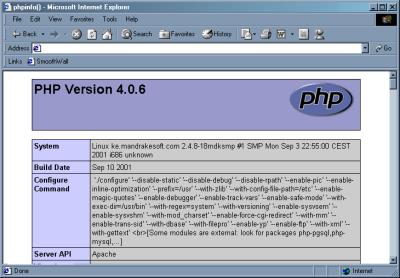 phpinfo() - Microsoft Internet Explorer
File Edit View Favorites Tools Help
Back Search Favorites History
Address Go
Links SmoothWall
PHP Version 4.0.6
php
System Linux ke.mandrakesoft.com 2.4.8-18mdksmp #1 SMP Mon Sep 3 22:55:00 CEST
2001 i686 unknown
Build Date Sep 10 2001
Configure './configure' '--disable-static' '--disable-debug' '--disable-rpath' '--enable-pic' '--enable-
Command inline-optimization' '--prefix=/usr' '--with-zlib' '--with-config-file-path=/etc' '--enable-
magic-quotes' '--enable-debugger' '--enable-track-vars' '--enable-safe-mode' '--with-
exec-dir=/usr/bin' '--with-regex=system' '--with-versioning' '--enable-sysvsem' '--
enable-sysvshm' '--with-mod_charset' '--enable-force-cgi-redirect' '--with-mm' '--
enable-trans-sid' '--with-dbase' '--with-filepro' '--enable-yp' '--enable-ftp' '--with-xml' '--
with-gettext' <br>[Some modules are external: look for packages php-pgsql,php-
mysql,...]
Server API Apache
Done Internet